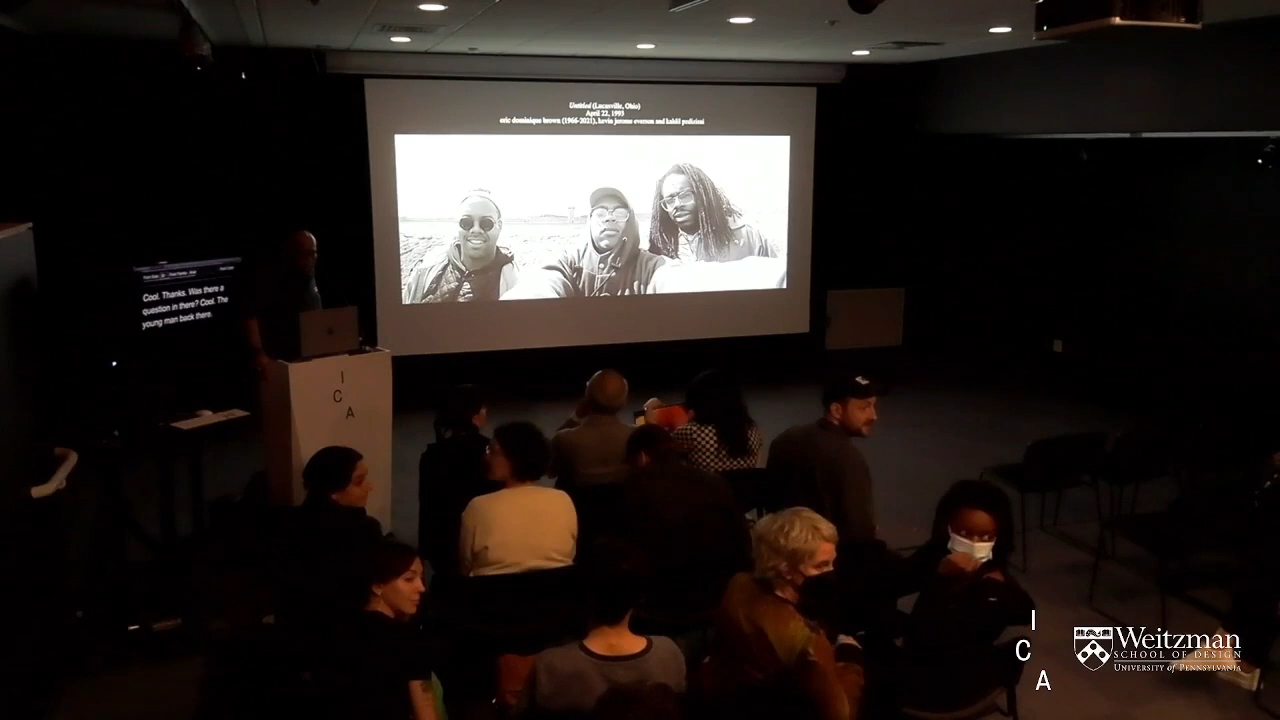 Untitled (Lucasville, Ohio)
April 22, 1993
eric dominique brown (1966-2021), kevin jerome everson and kahlil pedizisai
Cool. Thanks. Was there a
question in there? Cool. The
young man back there.
I
C
A
I
C
A
Weitzman
SCHOOL OF DESIGN
UNIVERSITY of PENNSYLVANIA